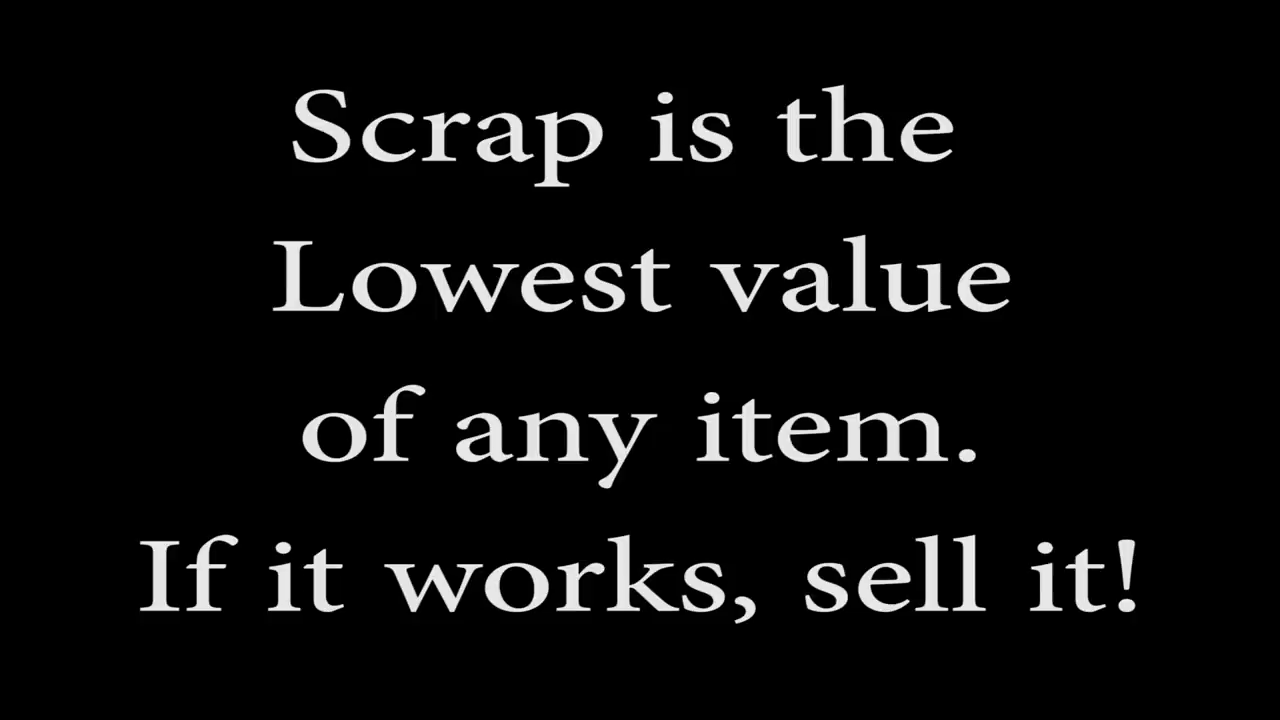 Scrap is the
Lowest value
of any item.
If it works, sell it!